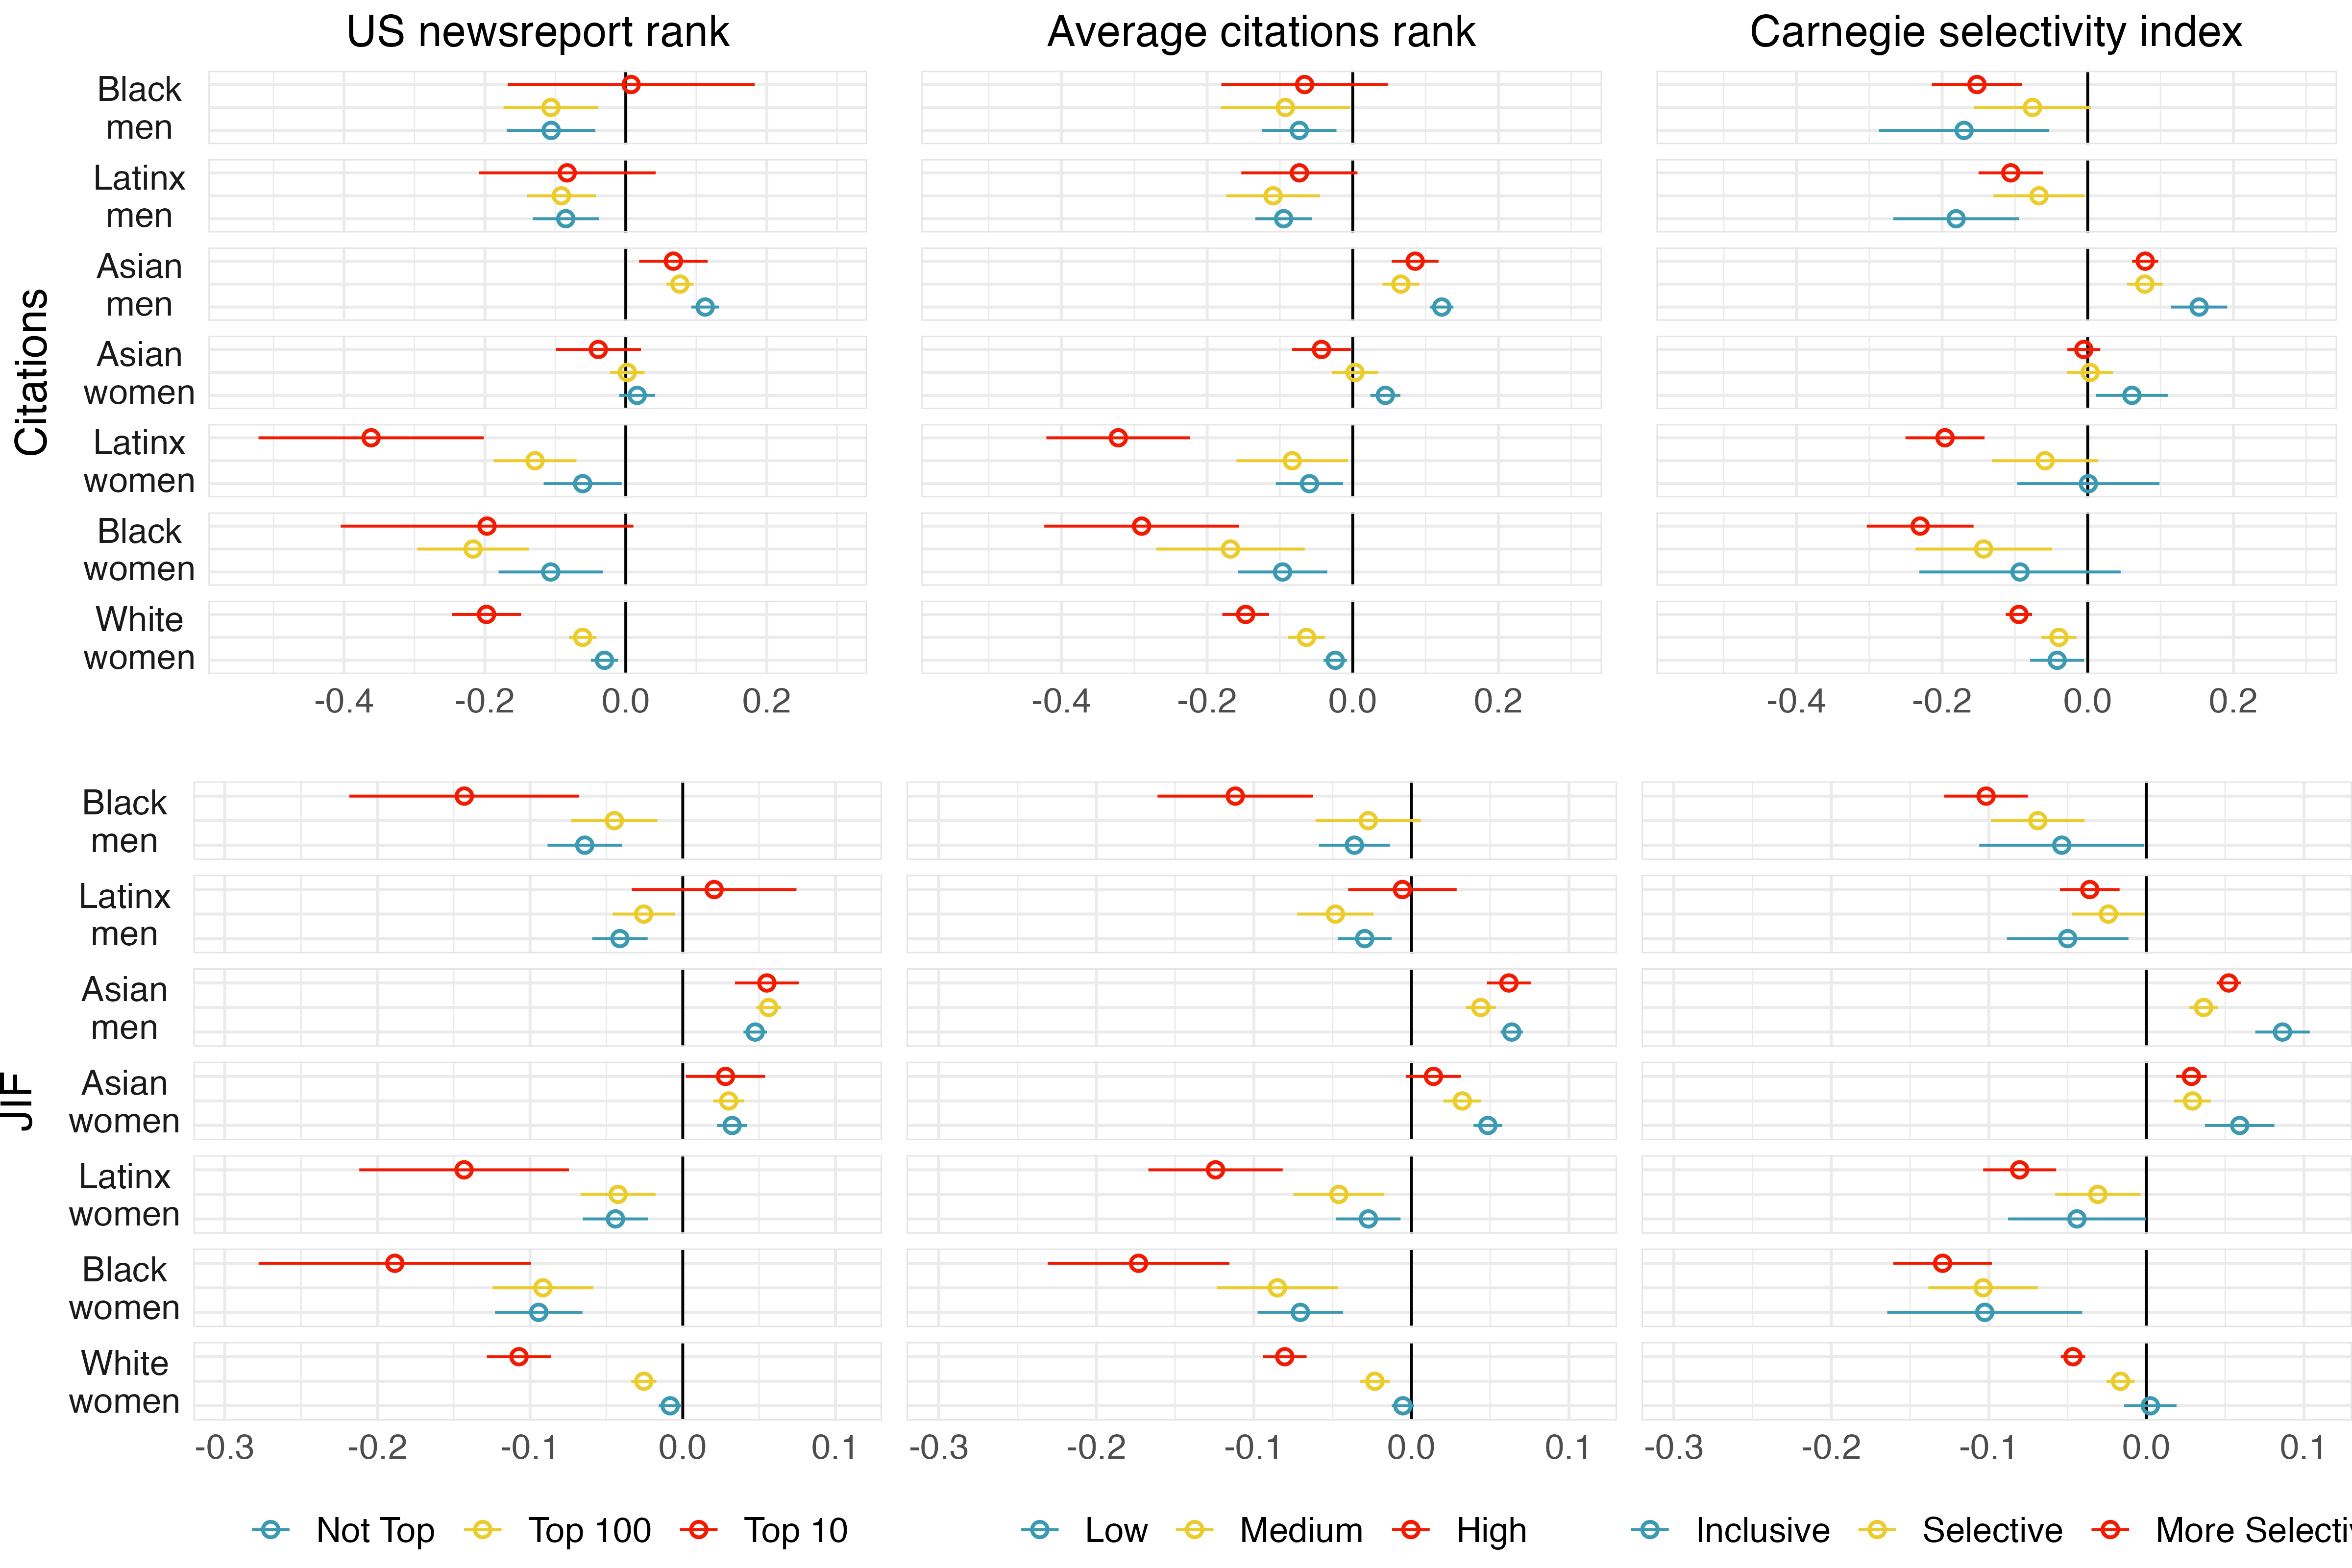 US newsreport rank
Average citations rank
Carnegie selectivity index
Citations
Black
men
Latinx
men
Asian
men
Asian
women
Latinx
women
Black
women
White
women
-0.4 -0.2 0.0 0.2
-0.4 -0.2 0.0 0.2
-0.4 -0.2 0.0 0.2
JIF
Black
men
Latinx
men
Asian
men
Asian
women
Latinx
women
Black
women
White
women
-0.3 -0.2 -0.1 0.0 0.1
-0.3 -0.2 -0.1 0.0 0.1
-0.3 -0.2 -0.1 0.0 0.1
Not Top Top 100 Top 10
Low Medium High
Inclusive Selective More Selectiv